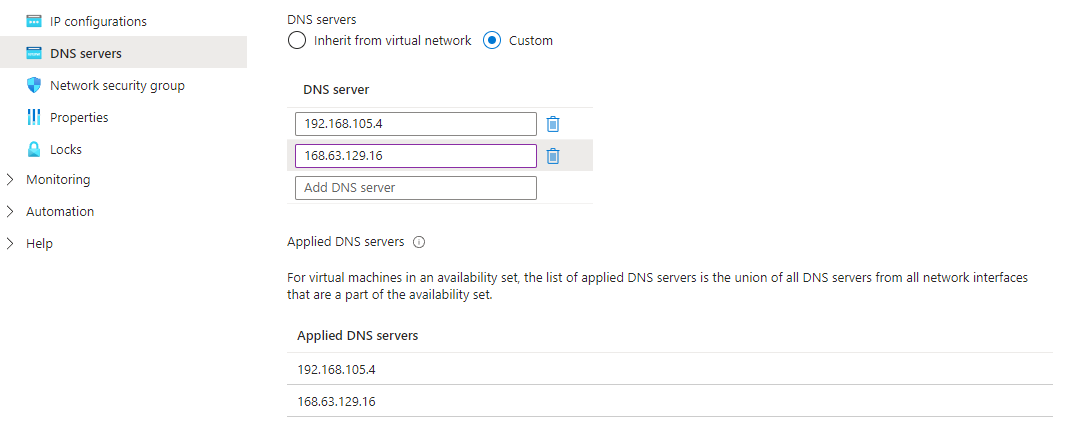 IP configurations
DNS servers
Network security group
Properties
Locks
Monitoring
Automation
Help
DNS servers
Inherit from virtual network
Custom
DNS server
192.168.105.4
168.63.129.16
Add DNS server
Applied DNS servers
For virtual machines in an availability set, the list of applied DNS servers is the union of all DNS servers from all network interfaces
that are a part of the availability set.
Applied DNS servers
192.168.105.4
168.63.129.16